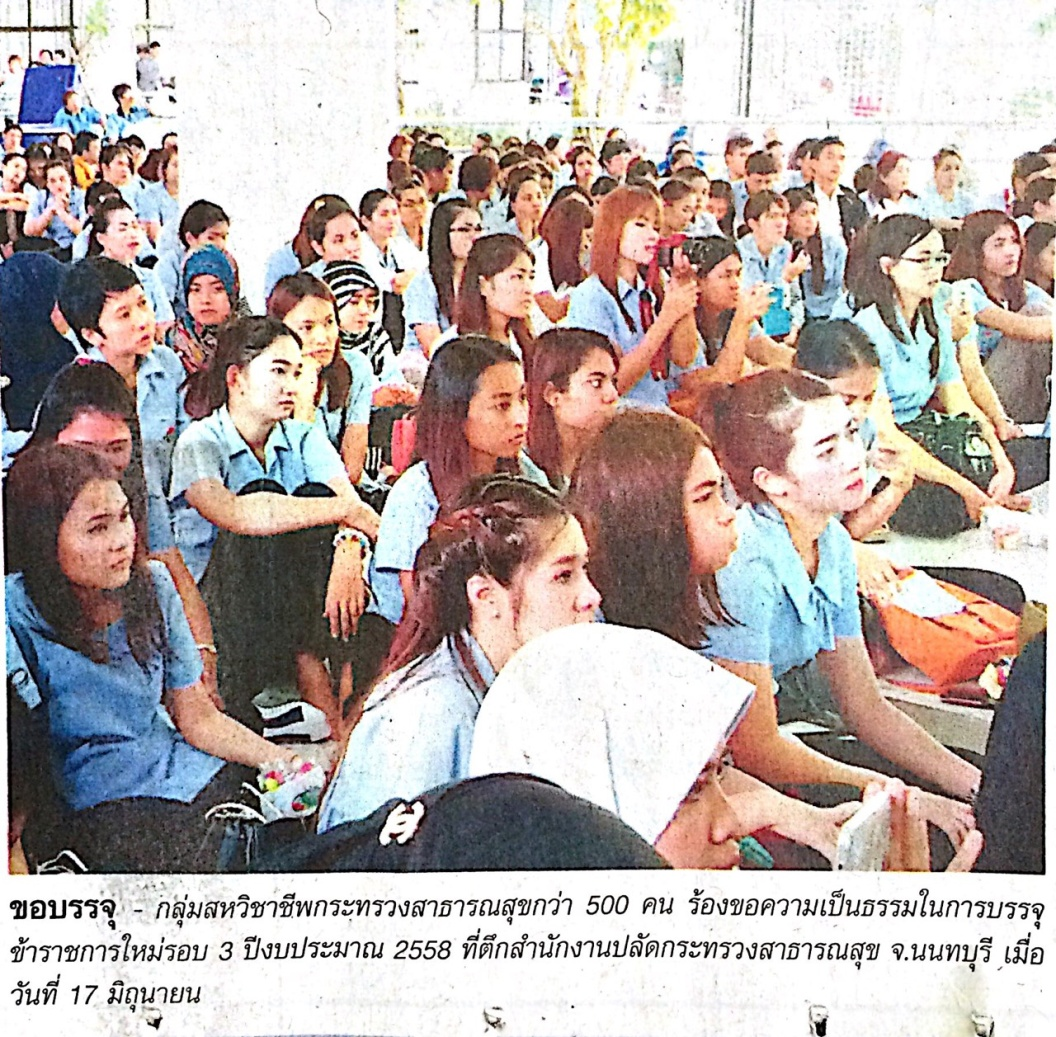 ขอบรรจุ - กลุ่มสหวิชาชีพกระทรวงสาธารณสุขกว่า 500 คน ร้องขอความเป็นธรรมในการบรรจุ
ข้าราชการใหม่รอบ 3 ปีงบประมาณ 2558 ที่ตึกสำนักงานปลัดกระทรวงสาธารณสุข จ.นนทบุรี เมื่อ
วันที่ 17 มิถุนายน